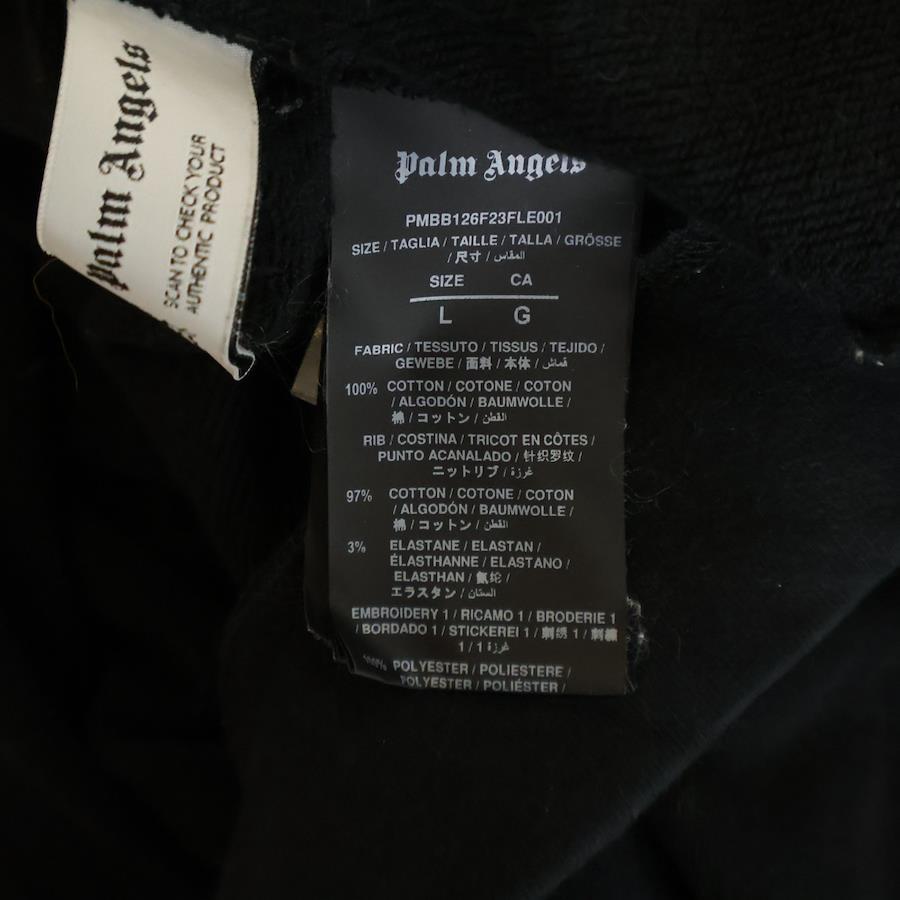 Palm Angels
SCAN TO CHECK YOUR
AUTHENTIC PRODUCT
Palm Angels
PMBB126F23FLE001
SIZE / TAGLIA / TAILLE / TALLA / GRÖSSE
/ 尺寸 / المقاس
SIZE CA
L G
FABRIC / TESSUTO / TISSUS / TEJIDO /
GEWEBE / 面料 / 本体 / قماش
100% COTTON / COTONE / COTON
/ ALGODÓN / BAUMWOLLE /
棉 / コットン / القطن
RIB / COSTINA / TRICOT EN CÔTES /
PUNTO ACANALADO / 针织罗纹 /
ニットリブ / غرزة
97% COTTON / COTONE / COTON
/ ALGODÓN / BAUMWOLLE /
棉 / コットン / القطن
3% ELASTANE / ELASTAN /
ÉLASTHANNE / ELASTANO /
ELASTHAN / 氨纶 /
エラスタン / الستان
EMBROIDERY 1 / RICAMO 1 / BRODERIE 1
/ BORDADO 1 / STICKEREI 1 / 刺绣 1 / 刺繍
1 / 1 غرزة
100% POLYESTER / POLIESTERE /
POLYESTER / POLIÉSTER /